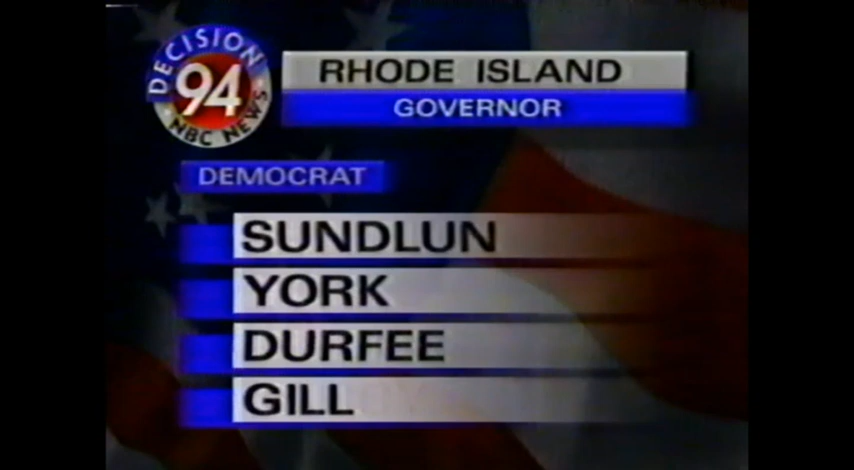 DECISION
94
NBC NEWS
RHODE ISLAND
GOVERNOR
DEMOCRAT
SUNDLUN
YORK
DURFEE
GILL